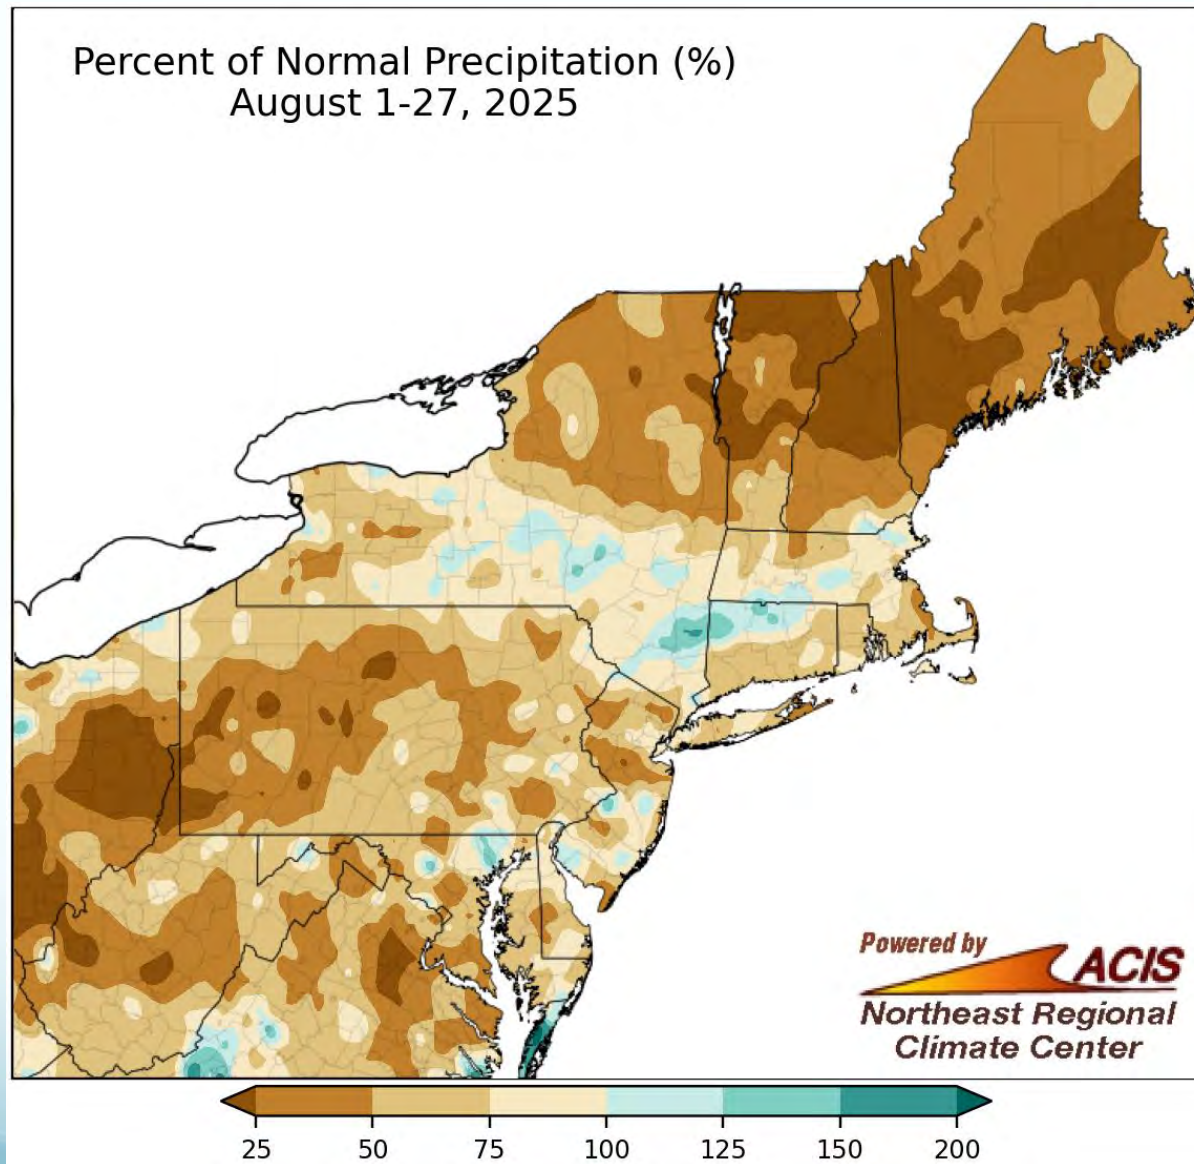 Percent of Normal Precipitation (%)
August 1-27, 2025
Powered by
ACIS
Northeast Regional
Climate Center
25 50 75 100 125 150 200